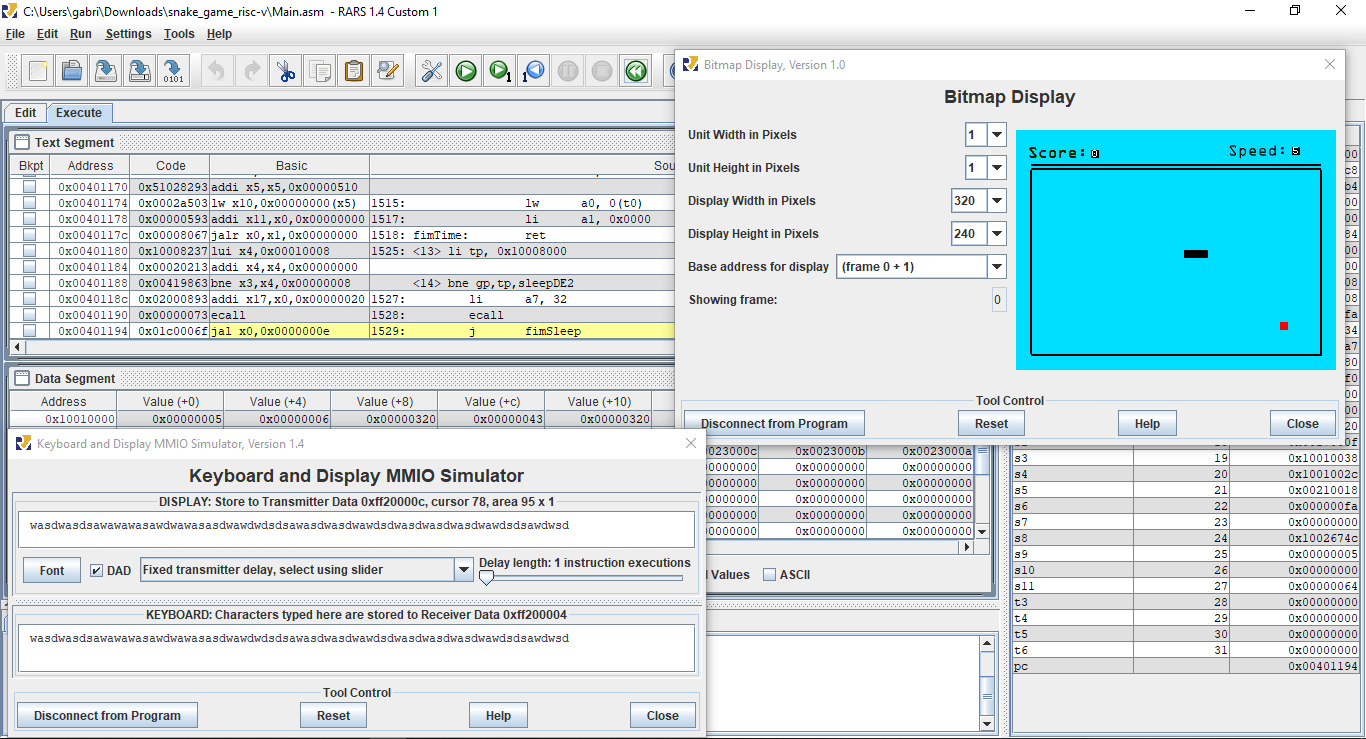 C:\Users\gabri\Downloads\snake_game_risc-v\Main.asm - RARS 1.4 Custom 1
File Edit Run Settings Tools Help
Edit Execute
Text Segment
Bkpt Address Code Basic Sou
0x00401170 0x51028293 addi x5,x5,0x00000510
0x00401174 0x0002a503 lw x10,0x00000000(x5) 1515: lw a0, 0(t0)
0x00401178 0x00000593 addi x11,x0,0x00000000 1517: li a1, 0x0000
0x0040117c 0x00008067 jalr x0,x1,0x00000000 1518: fimTime: ret
0x00401180 0x10008237 lui x4,0x00010008 1525: <13> li tp, 0x10008000
0x00401184 0x00020213 addi x4,x4,0x00000000
0x00401188 0x00419863 bne x3,x4,0x00000008 <14> bne gp,tp,sleepDE2
0x0040118c 0x02000893 addi x17,x0,0x00000020 1527: li a7, 32
0x00401190 0x00000073 ecall 1528: ecall
0x00401194 0x01c0006f jal x0,0x0000000e 1529: j fimSleep
Data Segment
Address Value (+0) Value (+4) Value (+8) Value (+c) Value (+10)
0x10010000 0x00000005 0x00000006 0x00000320 0x00000043 0x00000320
Bitmap Display, Version 1.0
Bitmap Display
Unit Width in Pixels 1
Unit Height in Pixels 1
Display Width in Pixels 320
Display Height in Pixels 240
Base address for display (frame 0 + 1)
Showing frame: 0
Score: 0 Speed: 5
Tool Control
Disconnect from Program Reset Help Close
Keyboard and Display MMIO Simulator, Version 1.4
Keyboard and Display MMIO Simulator
DISPLAY: Store to Transmitter Data 0xff20000c, cursor 78, area 95 x 1
wasdwasdsawawawasawdwawasasdwawdwdsdsawasdwasdwawdsdwasdwasdwasdwawdsdsawdwsd
Font DAD Fixed transmitter delay, select using slider Delay length: 1 instruction executions
KEYBOARD: Characters typed here are stored to Receiver Data 0xff200004
wasdwasdsawawawasawdwawasasdwawdwdsdsawasdwasdwawdsdwasdwasdwasdwawdsdsawdwsd
Tool Control
Disconnect from Program Reset Help Close
0023000c 0x0023000b 0x0023000a
00000000 0x00000000 0x00000000
00000000 0x00000000 0x00000000
00000000 0x00000000 0x00000000
00000000 0x00000000 0x00000000
00000000 0x00000000 0x00000000
Values ASCII
s3 19 0x10010038
s4 20 0x1001002c
s5 21 0x00210018
s6 22 0x000000fa
s7 23 0x00000000
s8 24 0x1002674c
s9 25 0x00000005
s10 26 0x00000000
s11 27 0x00000064
t3 28 0x00000000
t4 29 0x00000000
t5 30 0x00000000
t6 31 0x00000000
pc 0x00401194